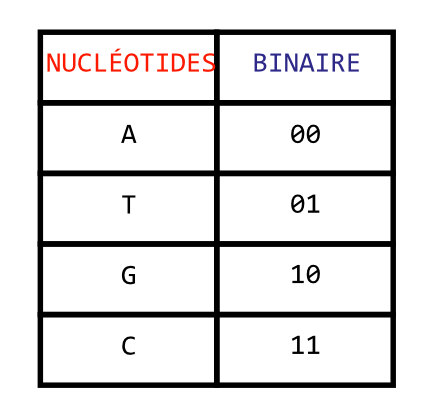 NUCLÉOTIDES BINAIRE
A 00
T 01
G 10
C 11